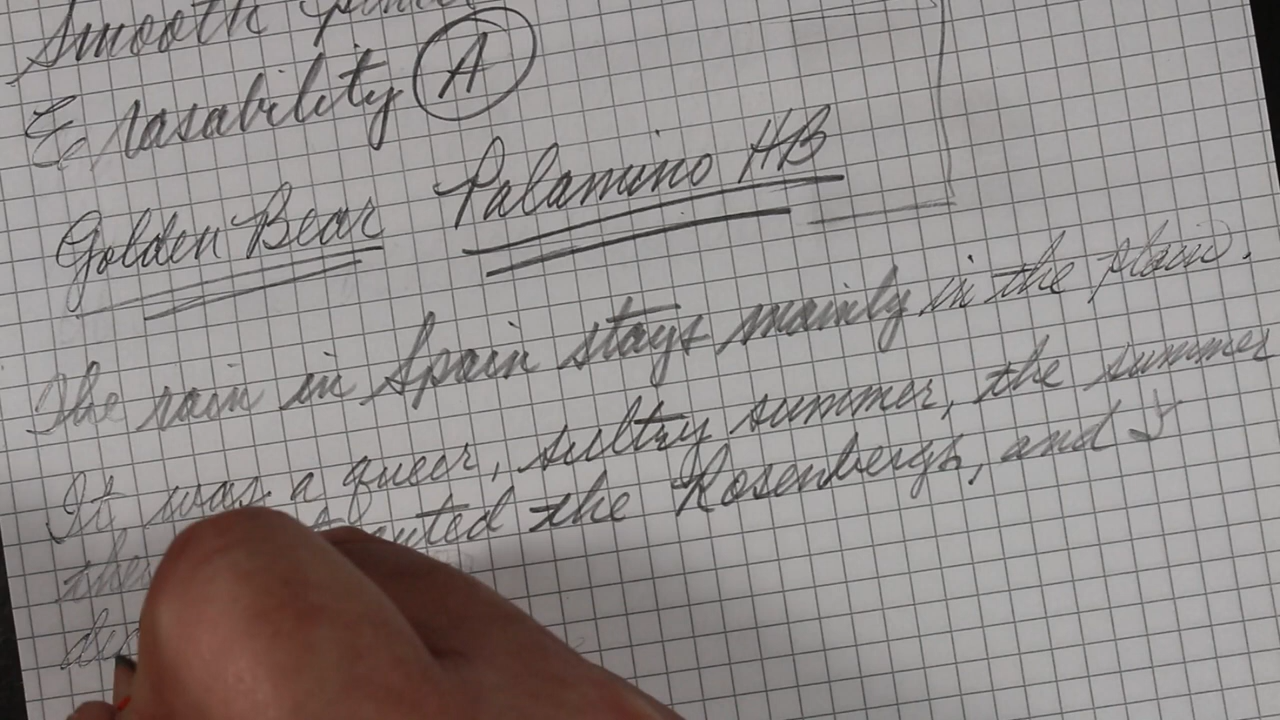 Smooth
Erasability A
Golden Bear Palamino HB
The rain in Spain stays mainly in the plain.
It was a queer, sultry summer, the summer
the Rosenbergs, and I